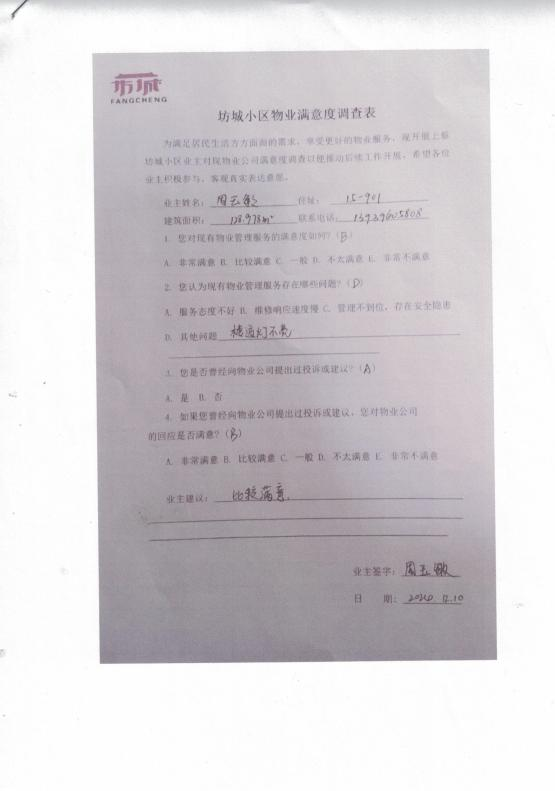 市城
FANGCHENG
坊城小区物业满意度调查表
为满足居民生活方方面面的需求，享受更好的物业服务，现开展上临
坊城小区业主对现物业公司满意度调查以便推动后续工作开展，希望各位
业主积极参与、客观真实表达意愿。
业主姓名：周玉敏 住址：15-901
建筑面积：128.978m² 联系电话：13939605808
1. 您对现有物业管理服务的满意度如何？（B）
A. 非常满意 B. 比较满意 C. 一般 D. 不太满意 E. 非常不满意
2. 您认为现有物业管理服务存在哪些问题？（D）
A. 服务态度不好 B. 维修响应速度慢 C. 管理不到位，存在安全隐患
D. 其他问题 楼道灯不亮
3. 您是否曾经向物业公司提出过投诉或建议？（A）
A. 是 B. 否
4. 如果您曾经向物业公司提出过投诉或建议，您对物业公司
的回应是否满意？（B）
A. 非常满意 B. 比较满意 C. 一般 D. 不太满意 E. 非常不满意
业主建议：比较满意.
业主签字：周玉敏
日 期：2024.12.10